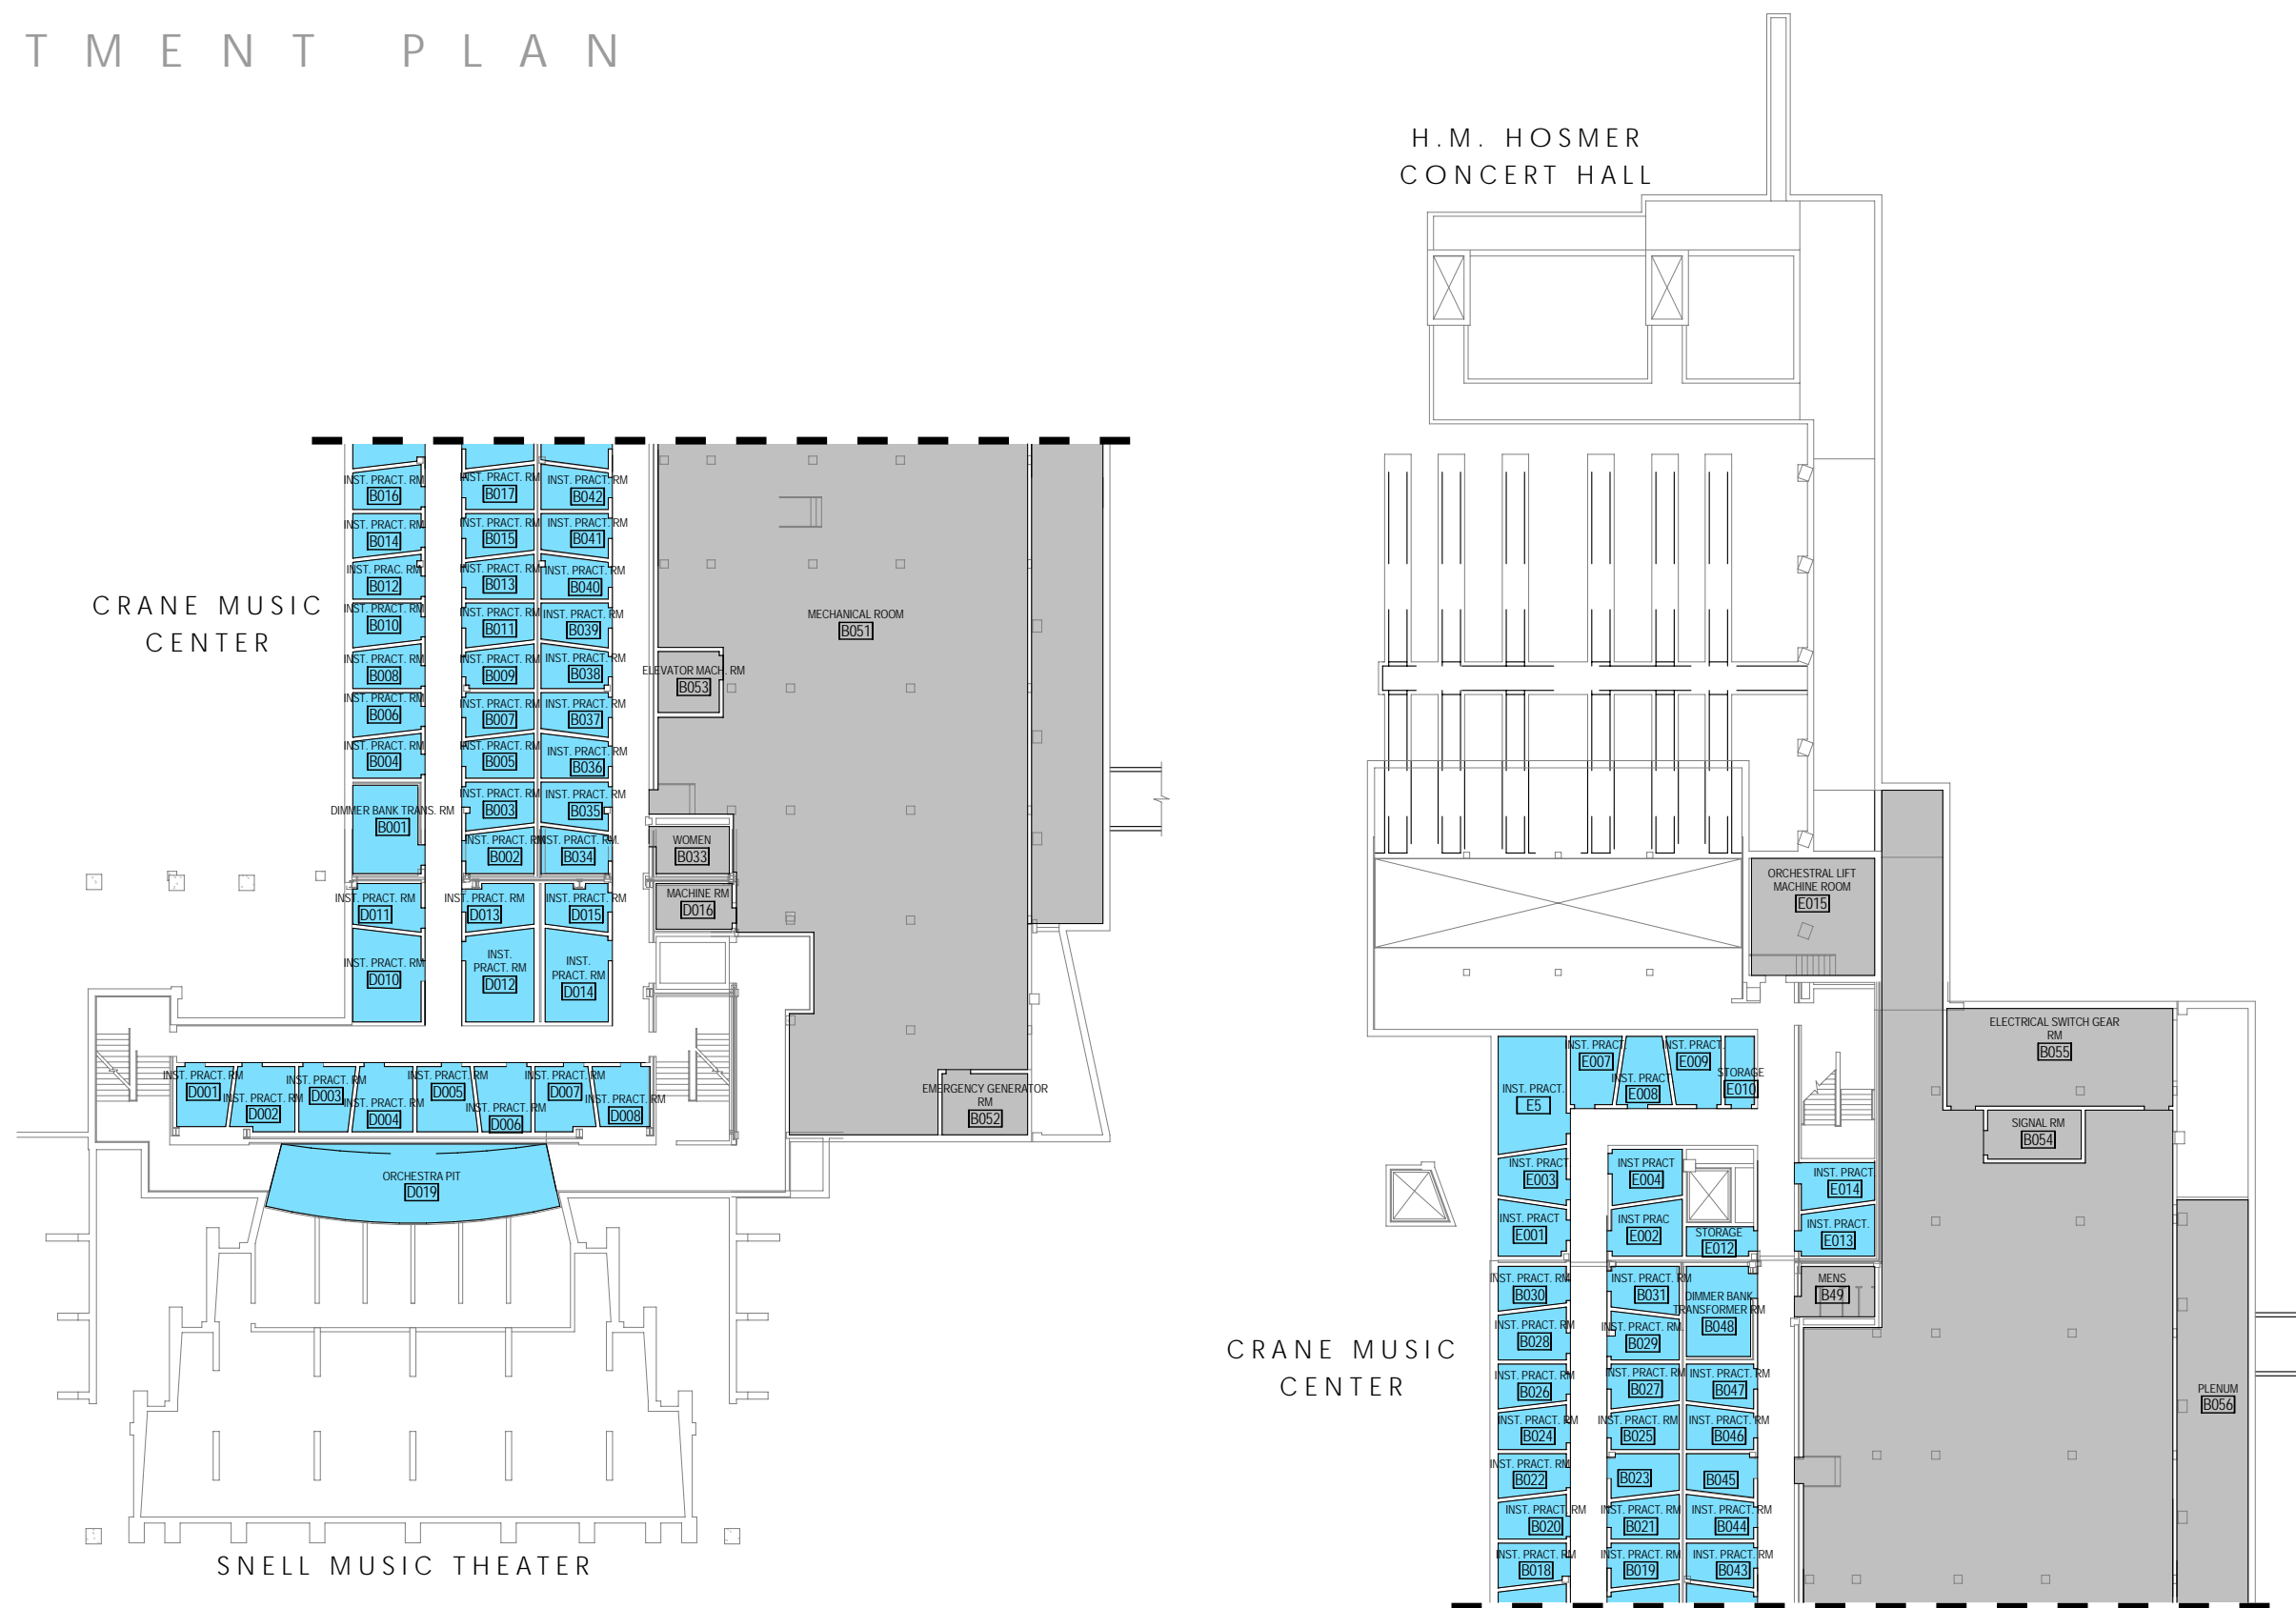 TMENT PLAN
H.M. HOSMER
CONCERT HALL
CRANE MUSIC
CENTER
INST. PRACT. RM
B016
INST. PRACT. RM
B014
INST. PRAC. RM
B012
INST. PRACT. RM
B010
INST. PRACT. RM
B008
INST. PRACT. RM
B006
INST. PRACT. RM
B004
DIMMER BANK TRANS. RM
B001
INST. PRACT. RM
D011
INST. PRACT. RM
D010
INST. PRACT. RM
B017
INST. PRACT. RM
B015
INST. PRACT. RM
B013
INST. PRACT. RM
B011
INST. PRACT. RM
B009
INST. PRACT. RM
B007
INST. PRACT. RM
B005
INST. PRACT. RM
B003
INST. PRACT. RM
B002
INST. PRACT. RM
D013
INST.
PRACT. RM
D012
INST. PRACT. RM
B042
INST. PRACT. RM
B041
INST. PRACT. RM
B040
INST. PRACT. RM
B039
INST. PRACT. RM
B038
INST. PRACT. RM
B037
INST. PRACT. RM
B036
INST. PRACT. RM
B035
INST. PRACT. RM.
B034
INST. PRACT. RM
D015
INST.
PRACT. RM
D014
MECHANICAL ROOM
B051
ELEVATOR MACH. RM
B053
WOMEN
B033
MACHINE RM
D016
EMERGENCY GENERATOR
RM
B052
INST. PRACT. RM
D001
INST. PRACT. RM
D002
INST. PRACT. RM
D003
INST. PRACT. RM
D004
INST. PRACT. RM
D005
INST. PRACT. RM
D006
INST. PRACT. RM
D007
INST. PRACT. RM
D008
ORCHESTRA PIT
D019
SNELL MUSIC THEATER
ORCHESTRAL LIFT
MACHINE ROOM
E015
ELECTRICAL SWITCH GEAR
RM
B055
SIGNAL RM
B054
INST. PRACT.
E5
INST. PRACT.
E007
INST. PRACT
E008
INST. PRACT.
E009
STORAGE
E010
INST. PRACT
E003
INST PRACT
E004
INST. PRACT.
E014
INST. PRACT
E001
INST PRAC
E002
STORAGE
E012
INST. PRACT.
E013
MENS
B49
CRANE MUSIC
CENTER
INST. PRACT. RM
B030
INST. PRACT. RM
B028
INST. PRACT. RM
B026
INST. PRACT. RM
B024
INST. PRACT. RM
B022
INST. PRACT. RM
B020
INST. PRACT. RM
B018
INST. PRACT. RM
B031
INST. PRACT. RM.
B029
INST. PRACT. RM
B027
INST. PRACT. RM
B025
B023
INST. PRACT. RM
B021
INST. PRACT. RM
B019
DIMMER BANK
TRANSFORMER RM
B048
INST. PRACT. RM
B047
INST. PRACT. RM
B046
B045
INST. PRACT. RM
B044
INST. PRACT. RM
B043
PLENUM
B056